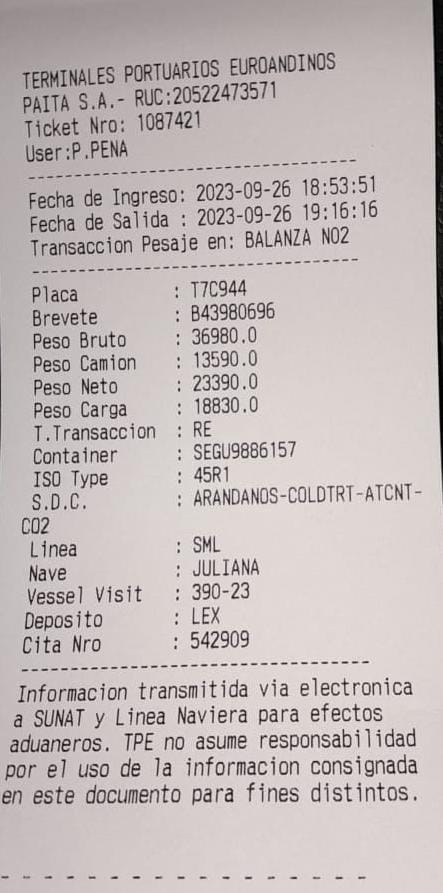 TERMINALES PORTUARIOS EUROANDINOS
PAITA S.A.- RUC:20522473571
Ticket Nro: 1087421
User:P.PENA
--------------------------------
Fecha de Ingreso: 2023-09-26 18:53:51
Fecha de Salida : 2023-09-26 19:16:16
Transaccion Pesaje en: BALANZA NO2
--------------------------------
Placa : T7C944
Brevete : B43980696
Peso Bruto : 36980.0
Peso Camion : 13590.0
Peso Neto : 23390.0
Peso Carga : 18830.0
T.Transaccion : RE
Container : SEGU9886157
ISO Type : 45R1
S.D.C. : ARANDANOS-COLDTRT-ATCNT-
CO2
Linea : SML
Nave : JULIANA
Vessel Visit : 390-23
Deposito : LEX
Cita Nro : 542909
--------------------------------
Informacion transmitida via electronica
a SUNAT y Linea Naviera para efectos
aduaneros. TPE no asume responsabilidad
por el uso de la informacion consignada
en este documento para fines distintos.
- - - - - - - - - - - - - - - - -